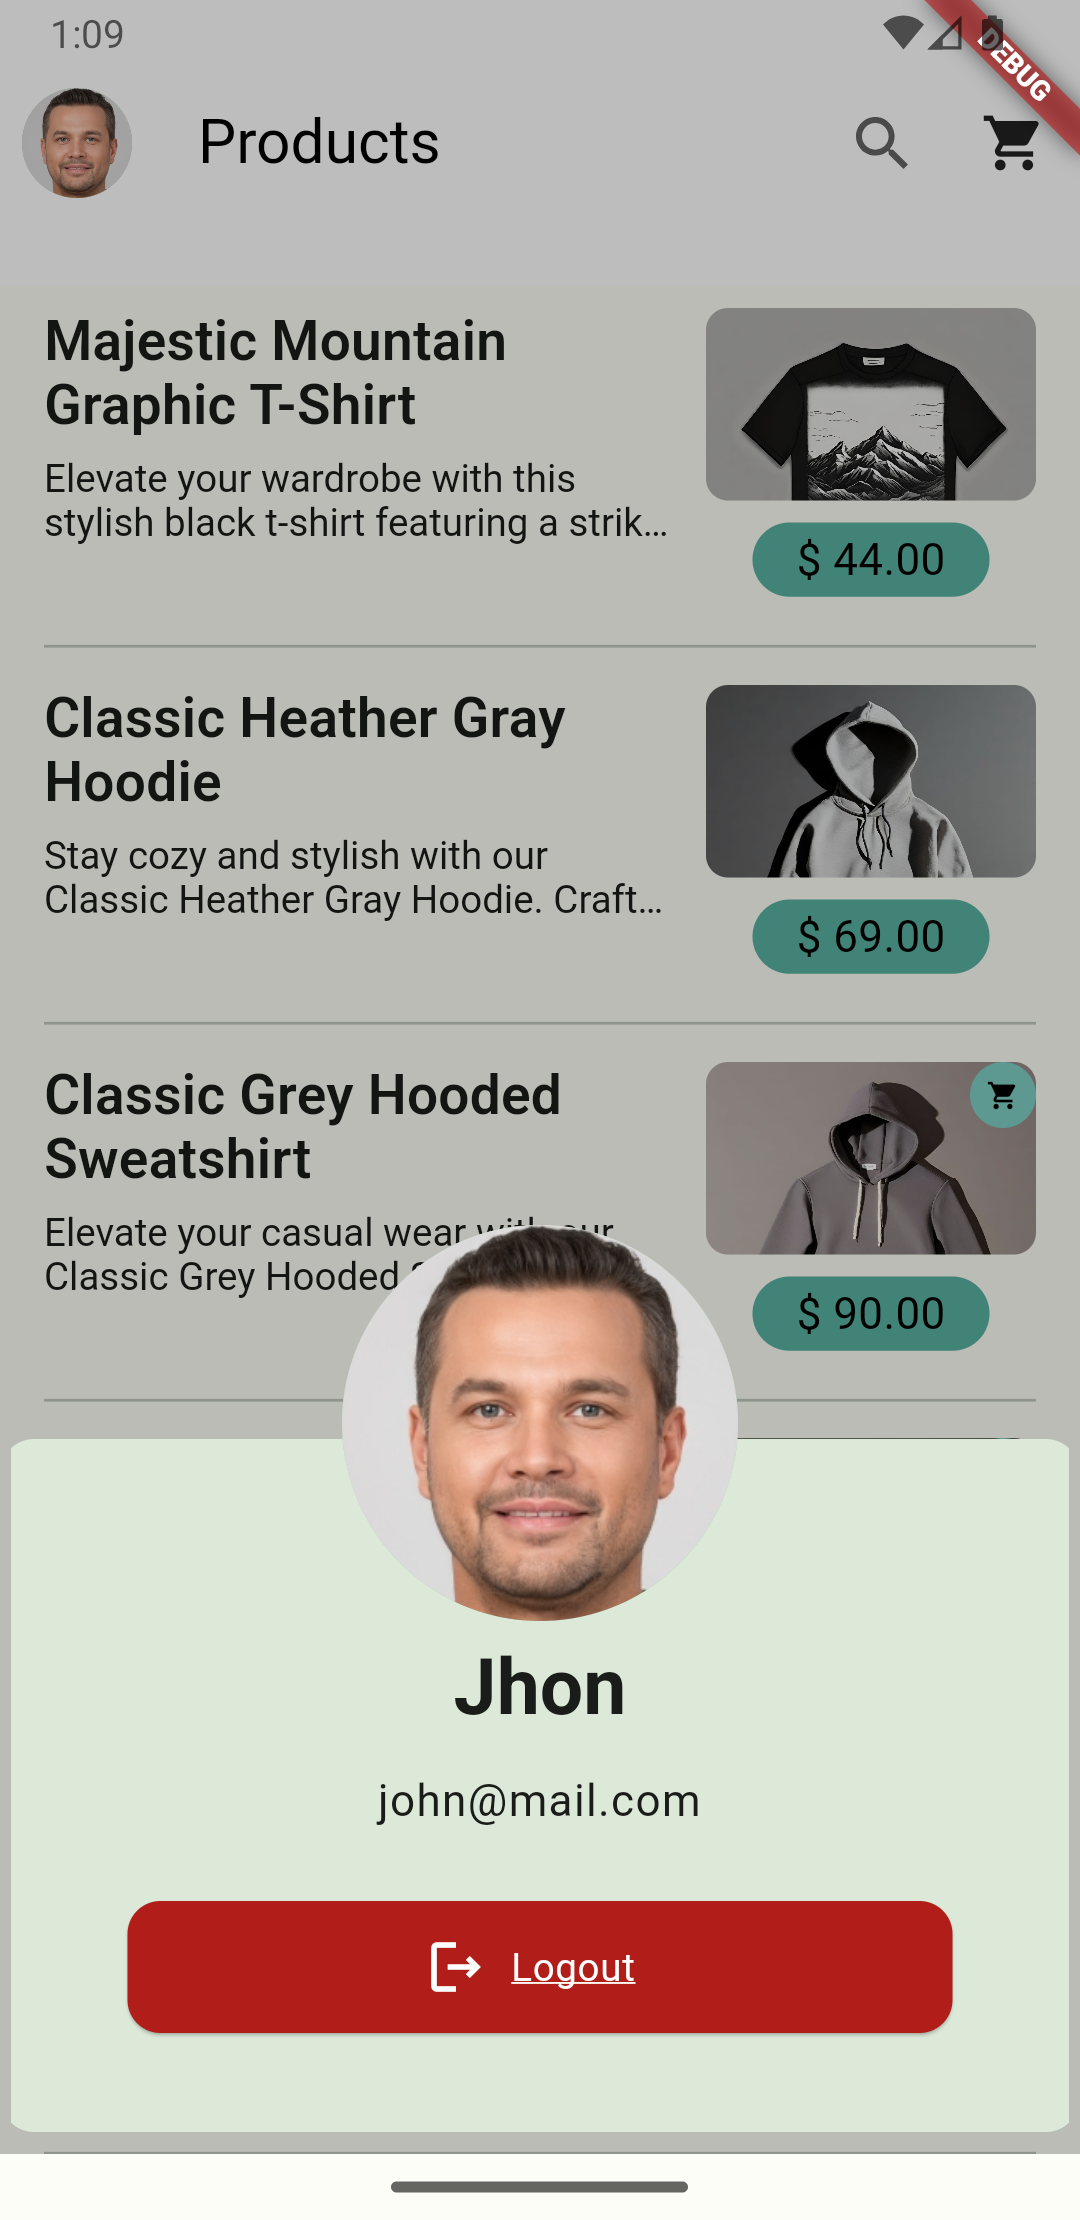 1:09
DEBUG
Products
Majestic Mountain
Graphic T-Shirt
Elevate your wardrobe with this
stylish black t-shirt featuring a strik...
$ 44.00
Classic Heather Gray
Hoodie
Stay cozy and stylish with our
Classic Heather Gray Hoodie. Craft...
$ 69.00
Classic Grey Hooded
Sweatshirt
Elevate your casual wear with our
Classic Grey Hooded
$ 90.00
Jhon
john@mail.com
Logout